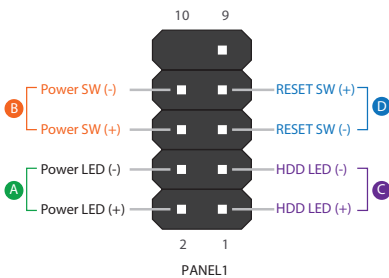 10 9
Power SW (-) RESET SW (+)
B D
Power SW (+) RESET SW (-)
Power LED (-) HDD LED (-)
A C
Power LED (+) HDD LED (+)
2 1
PANEL1